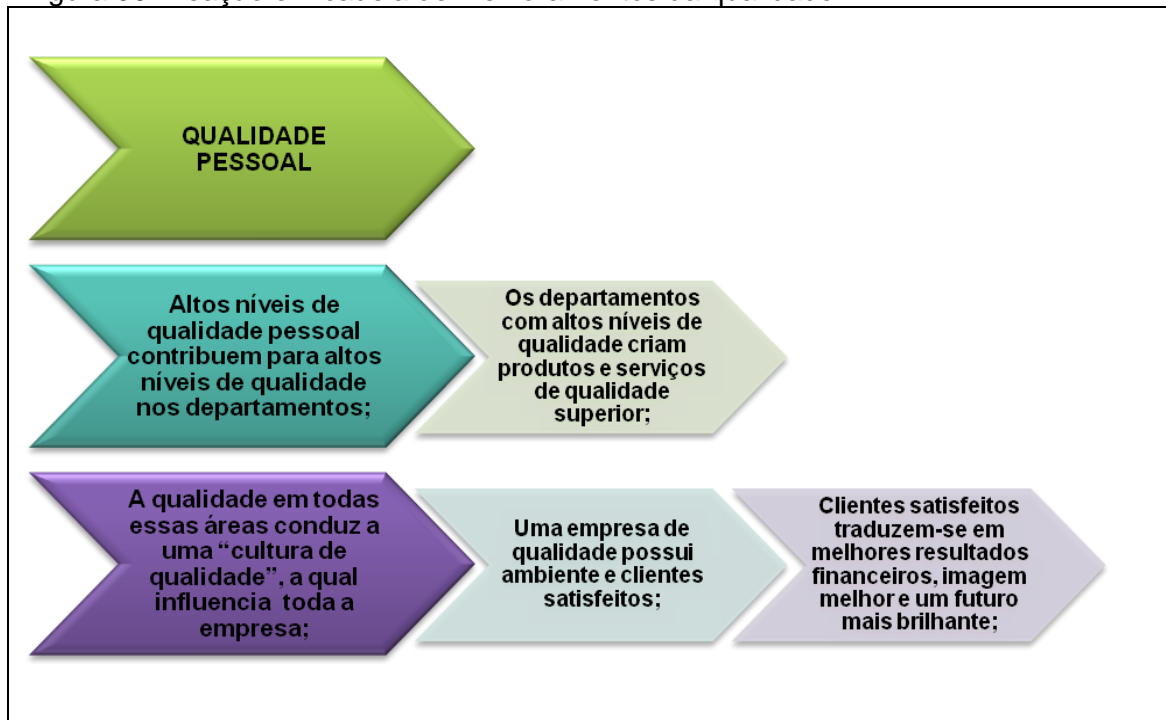 QUALIDADE
PESSOAL
Altos níveis de
qualidade pessoal
contribuem para altos
níveis de qualidade
nos departamentos;
Os departamentos
com altos níveis de
qualidade criam
produtos e serviços
de qualidade
superior;
A qualidade em todas
essas áreas conduz a
uma “cultura de
qualidade”, a qual
influencia toda a
empresa;
Uma empresa de
qualidade possui
ambiente e clientes
satisfeitos;
Clientes satisfeitos
traduzem-se em
melhores resultados
financeiros, imagem
melhor e um futuro
mais brilhante;